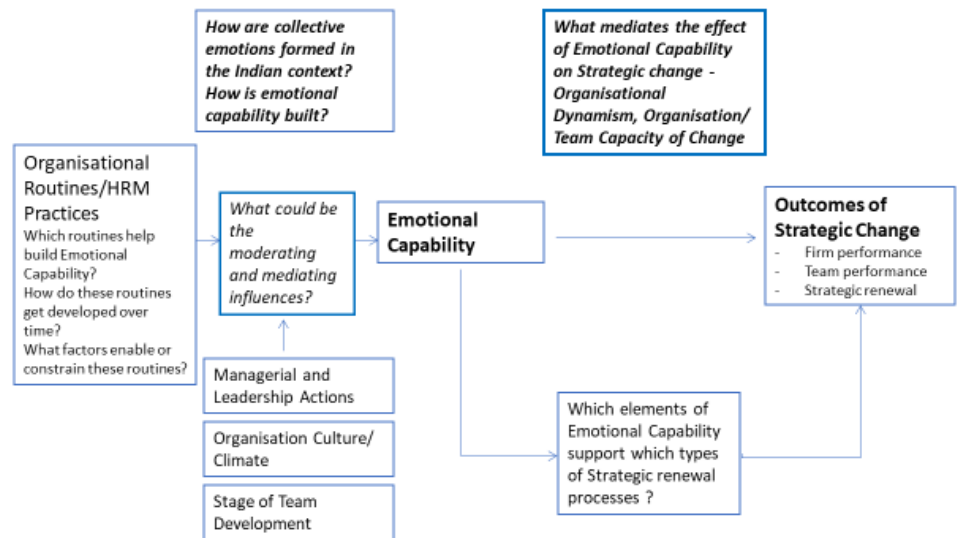 How are collective
emotions formed in
the Indian context?
How is emotional
capability built?
What mediates the effect
of Emotional Capability
on Strategic change -
Organisational
Dynamism, Organisation/
Team Capacity of Change
Organisational
Routines/HRM
Practices
Which routines help
build Emotional
Capability?
How do these routines
get developed over
time?
What factors enable or
constrain these routines?
What could be
the
moderating
and mediating
influences?
Emotional
Capability
Outcomes of
Strategic Change
- Firm performance
- Team performance
- Strategic renewal
Managerial and
Leadership Actions
Organisation Culture/
Climate
Stage of Team
Development
Which elements of
Emotional Capability
support which types
of Strategic renewal
processes ?